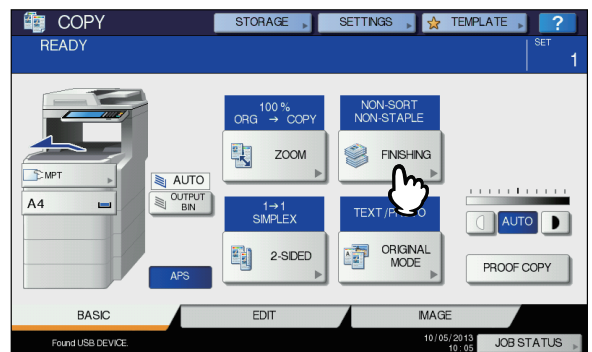 COPY
STORAGE
SETTINGS
TEMPLATE
?
READY
SET
1
100 %
ORG → COPY
NON-SORT
NON-STAPLE
ZOOM
FINISHING
MPT
A4
AUTO
OUTPUT
BIN
1→1
SIMPLEX
TEXT/PHOTO
2-SIDED
ORIGINAL
MODE
AUTO
APS
PROOF COPY
BASIC
EDIT
IMAGE
Found USB DEVICE.
10/05/2013
10:05
JOB STATUS